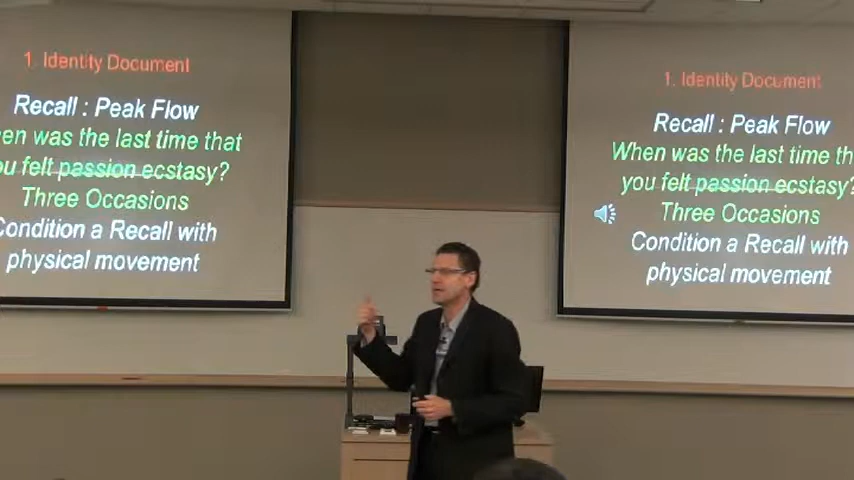 1. Identity Document
Recall : Peak Flow
en was the last time that
ou felt passion ecstasy?
Three Occasions
Condition a Recall with
physical movement
1. Identity Document
Recall : Peak Flow
When was the last time th
you felt passion ecstasy?
Three Occasions
Condition a Recall with
physical movement